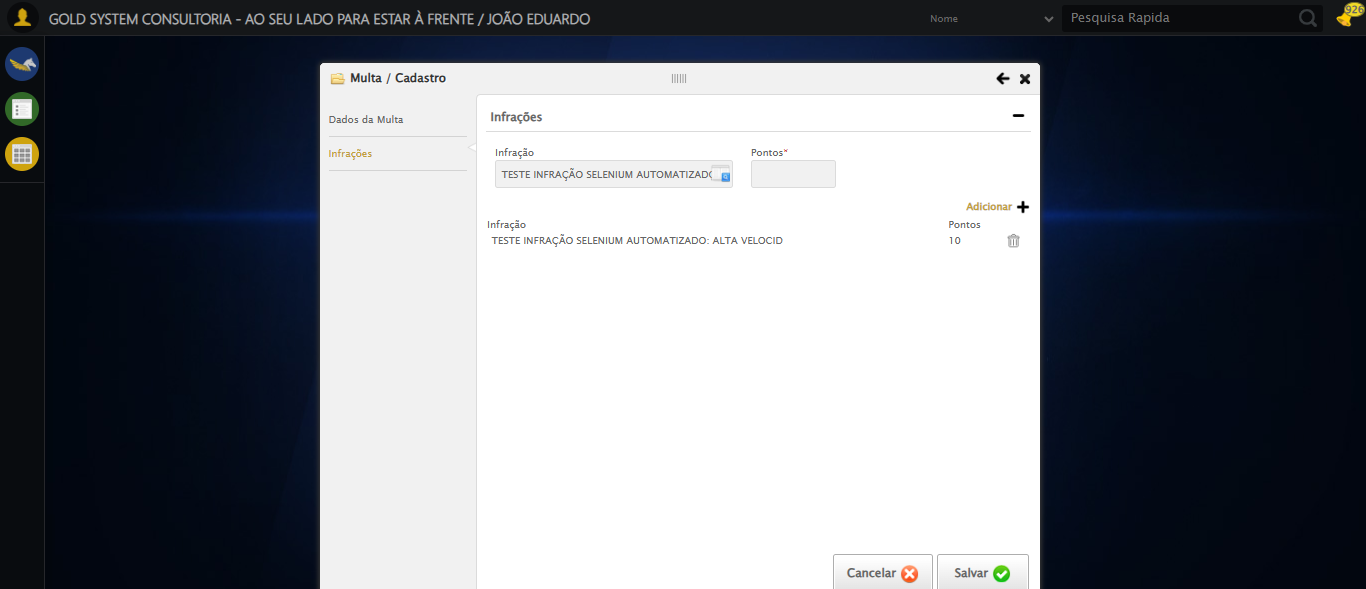 GOLD SYSTEM CONSULTORIA - AO SEU LADO PARA ESTAR À FRENTE / JOÃO EDUARDO
Nome
Pesquisa Rapida
926
Multa / Cadastro
Dados da Multa
Infrações
Infrações
Infração
Pontos*
TESTE INFRAÇÃO SELENIUM AUTOMATIZADO
Adicionar
Infração
Pontos
TESTE INFRAÇÃO SELENIUM AUTOMATIZADO: ALTA VELOCID
10
Cancelar
Salvar